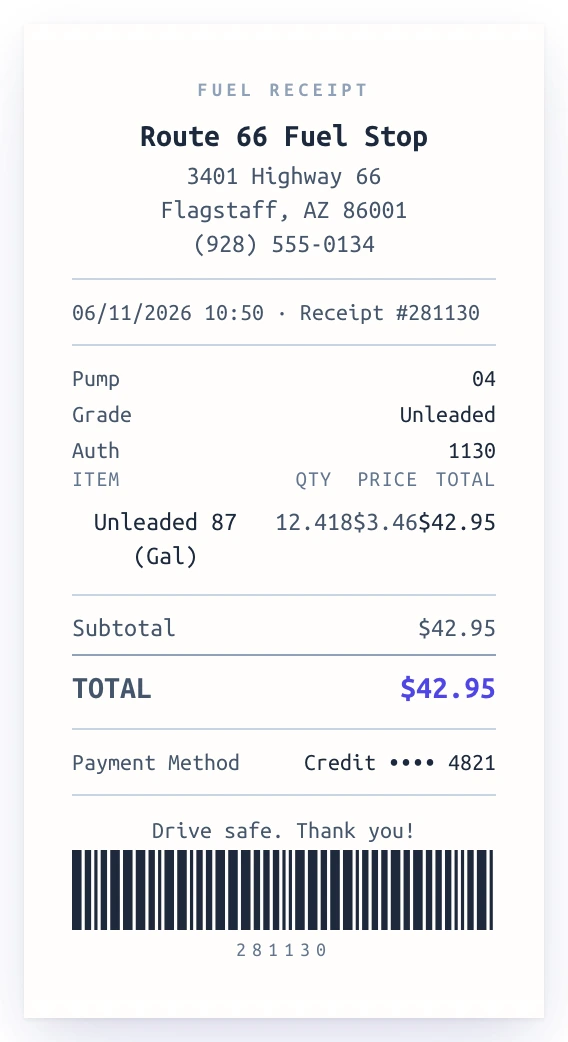 FUEL RECEIPT
Route 66 Fuel Stop
3401 Highway 66
Flagstaff, AZ 86001
(928) 555-0134
06/11/2026 10:50 · Receipt #281130
Pump 04
Grade Unleaded
Auth 1130
ITEM QTY PRICE TOTAL
Unleaded 87 12.418 $3.46 $42.95
(Gal)
Subtotal $42.95
TOTAL $42.95
Payment Method Credit •••• 4821
Drive safe. Thank you!
281130